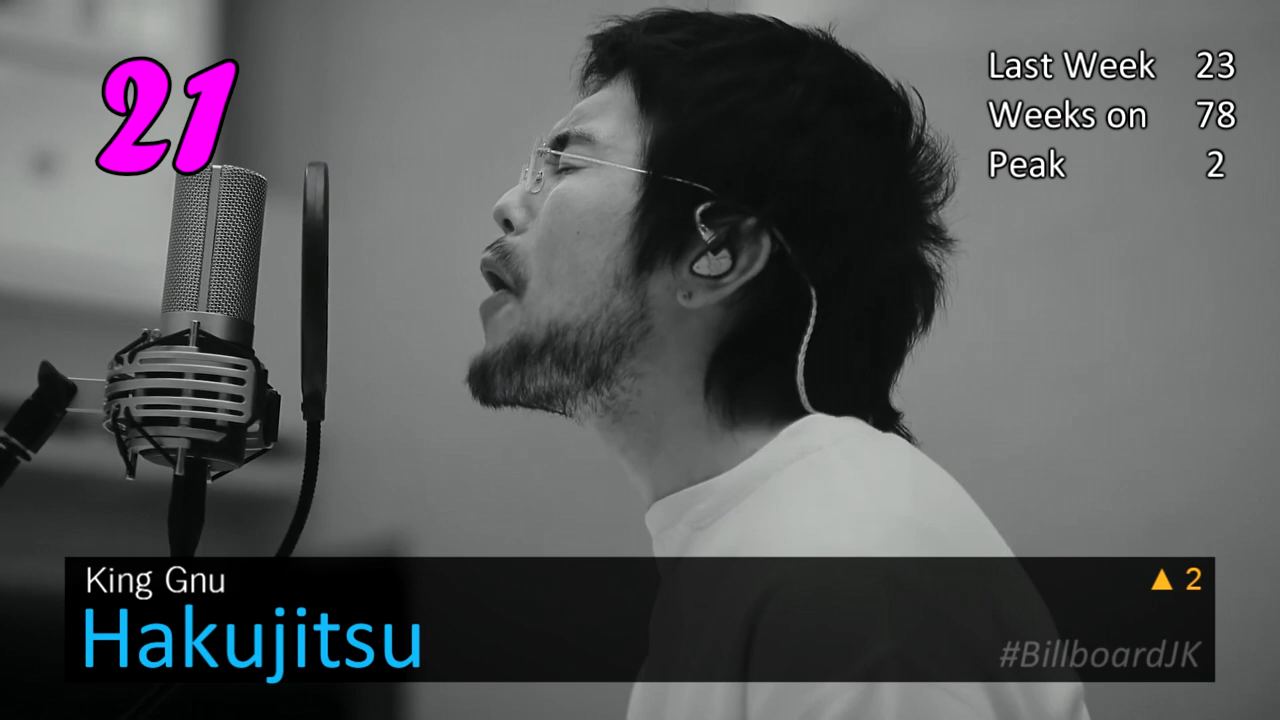 21
Last Week 23
Weeks on 78
Peak 2
King Gnu
▲ 2
Hakujitsu
#BillboardJK